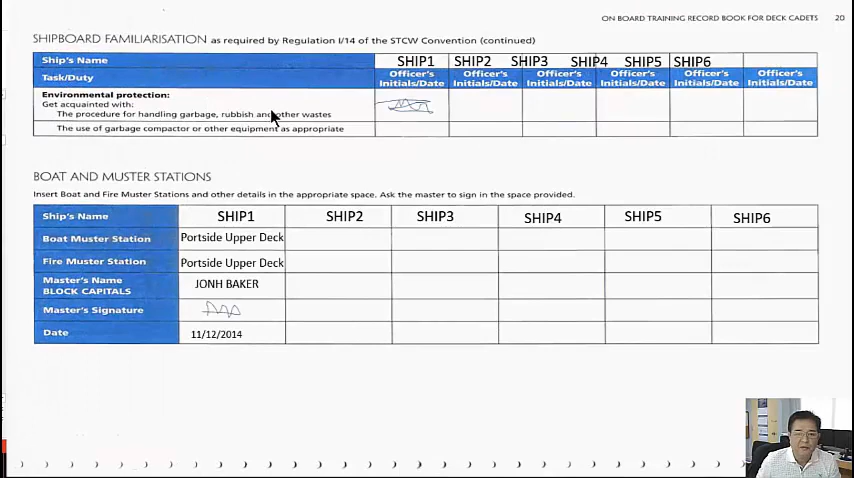 ON BOARD TRAINING RECORD BOOK FOR DECK CADETS 20
SHIPBOARD FAMILIARISATION as required by Regulation I/14 of the STCW Convention (continued)
Ship's Name SHIP1 SHIP2 SHIP3 SHIP4 SHIP5 SHIP6
Task/Duty Officer's Initials/Date Officer's Initials/Date Officer's Initials/Date Officer's Initials/Date Officer's Initials/Date Officer's Initials/Date
Environmental protection:
Get acquainted with:
The procedure for handling garbage, rubbish and other wastes
The use of garbage compactor or other equipment as appropriate
BOAT AND MUSTER STATIONS
Insert Boat and Fire Muster Stations and other details in the appropriate space. Ask the master to sign in the space provided.
Ship's Name SHIP1 SHIP2 SHIP3 SHIP4 SHIP5 SHIP6
Boat Muster Station Portside Upper Deck
Fire Muster Station Portside Upper Deck
Master's Name
BLOCK CAPITALS JONH BAKER
Master's Signature
Date 11/12/2014